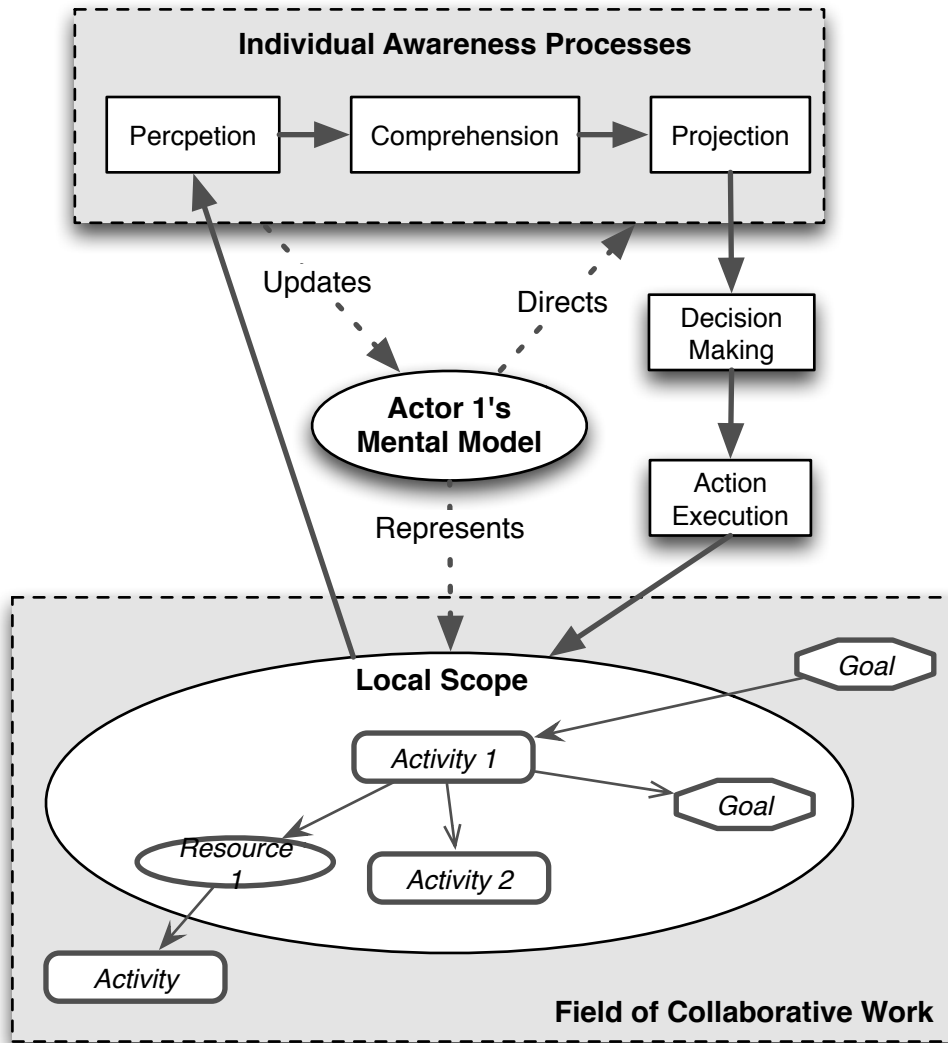 Individual Awareness Processes
Percpetion
Comprehension
Projection
Updates
Directs
Decision
Making
Actor 1's
Mental Model
Action
Execution
Represents
Local Scope
Goal
Activity 1
Goal
Resource
1
Activity 2
Activity
Field of Collaborative Work